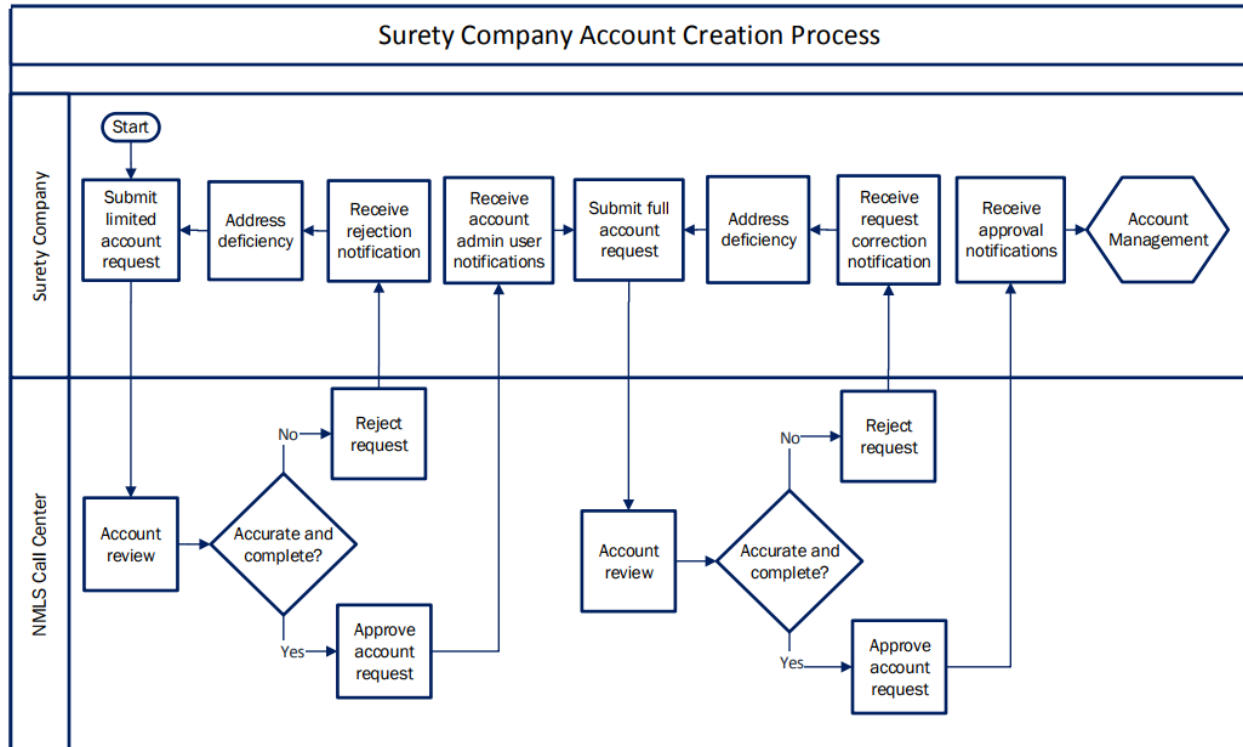 Surety Company Account Creation Process
Surety Company
Start
Submit
limited
account
request
Address
deficiency
Receive
rejection
notification
Receive
account
admin user
notifications
Submit full
account
request
Address
deficiency
Receive
request
correction
notification
Receive
approval
notifications
Account
Management
NMLS Call Center
Account
review
Accurate and
complete?
No
Reject
request
Yes
Approve
account
request
Account
review
Accurate and
complete?
No
Reject
request
Yes
Approve
account
request